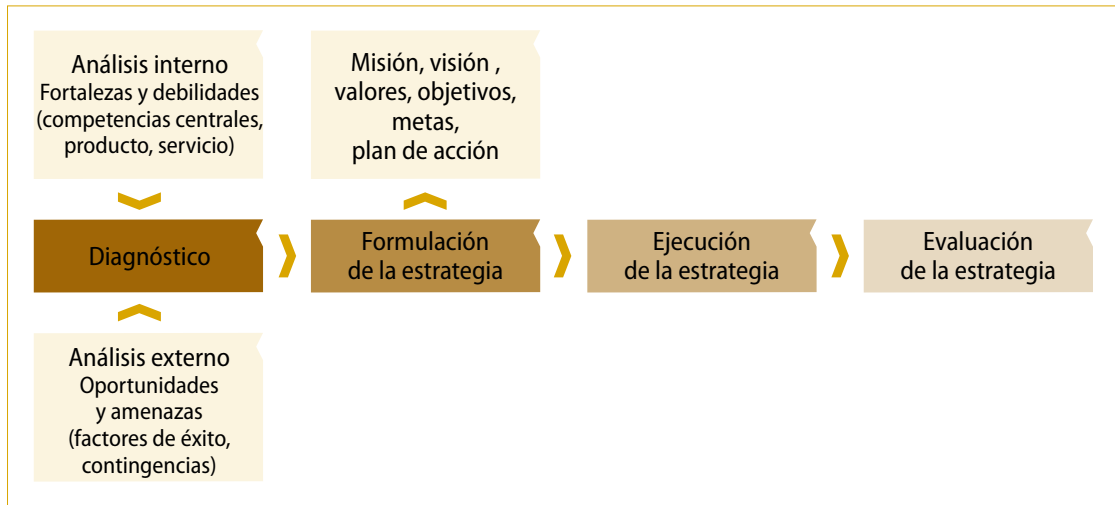 Análisis interno
Fortalezas y debilidades
(competencias centrales,
producto, servicio)
Misión, visión ,
valores, objetivos,
metas,
plan de acción
Diagnóstico
Formulación
de la estrategia
Ejecución
de la estrategia
Evaluación
de la estrategia
Análisis externo
Oportunidades
y amenazas
(factores de éxito,
contingencias)